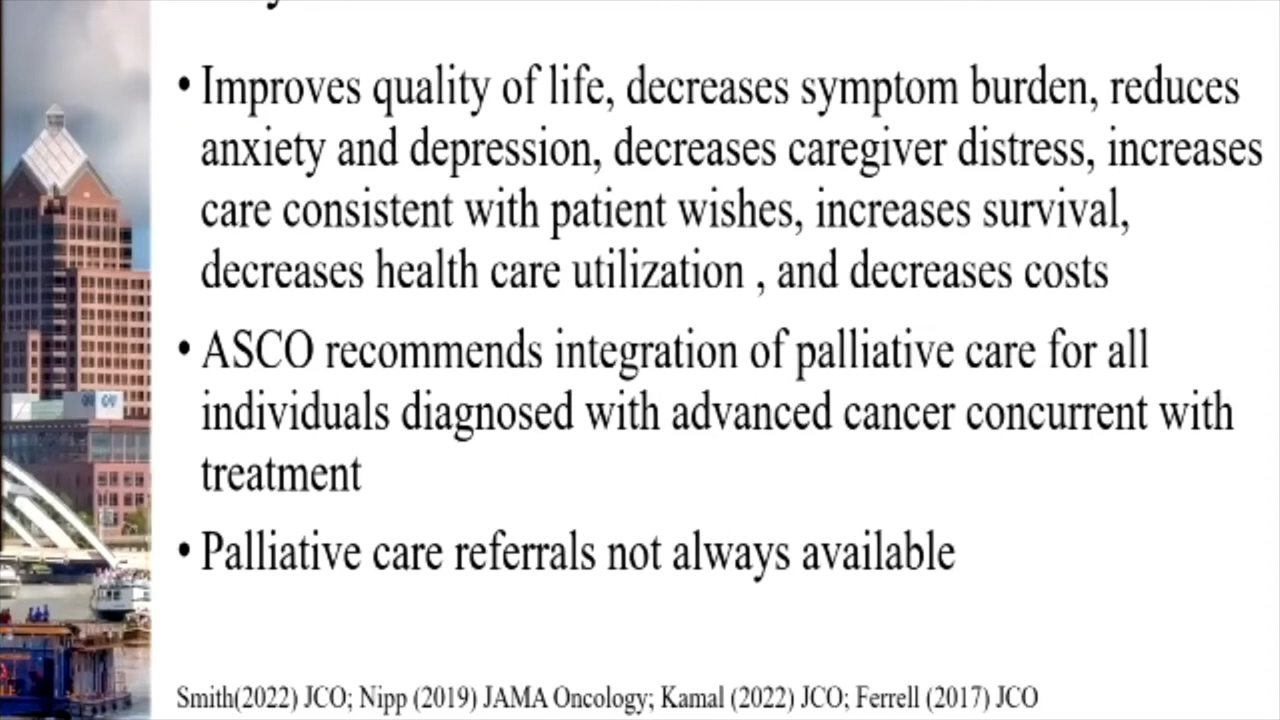 • Improves quality of life, decreases symptom burden, reduces
anxiety and depression, decreases caregiver distress, increases
care consistent with patient wishes, increases survival,
decreases health care utilization , and decreases costs
• ASCO recommends integration of palliative care for all
individuals diagnosed with advanced cancer concurrent with
treatment
• Palliative care referrals not always available
Smith(2022) JCO; Nipp (2019) JAMA Oncology; Kamal (2022) JCO; Ferrell (2017) JCO